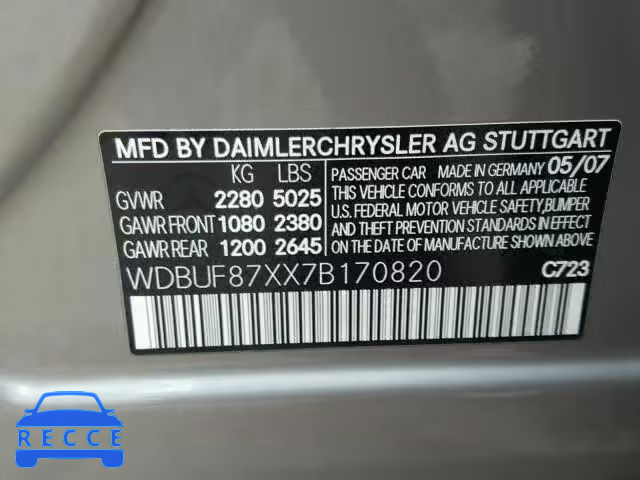 MFD BY DAIMLERCHRYSLER AG STUTTGART
KG LBS
GVWR 2280 5025
GAWR FRONT 1080 2380
GAWR REAR 1200 2645
PASSENGER CAR MADE IN GERMANY 05/07
THIS VEHICLE CONFORMS TO ALL APPLICABLE
U.S. FEDERAL MOTOR VEHICLE SAFETY, BUMPER
AND THEFT PREVENTION STANDARDS IN EFFECT
ON THE DATE OF MANUFACTURE SHOWN ABOVE.
WDBUF87XX7B170820 C723
RECCE